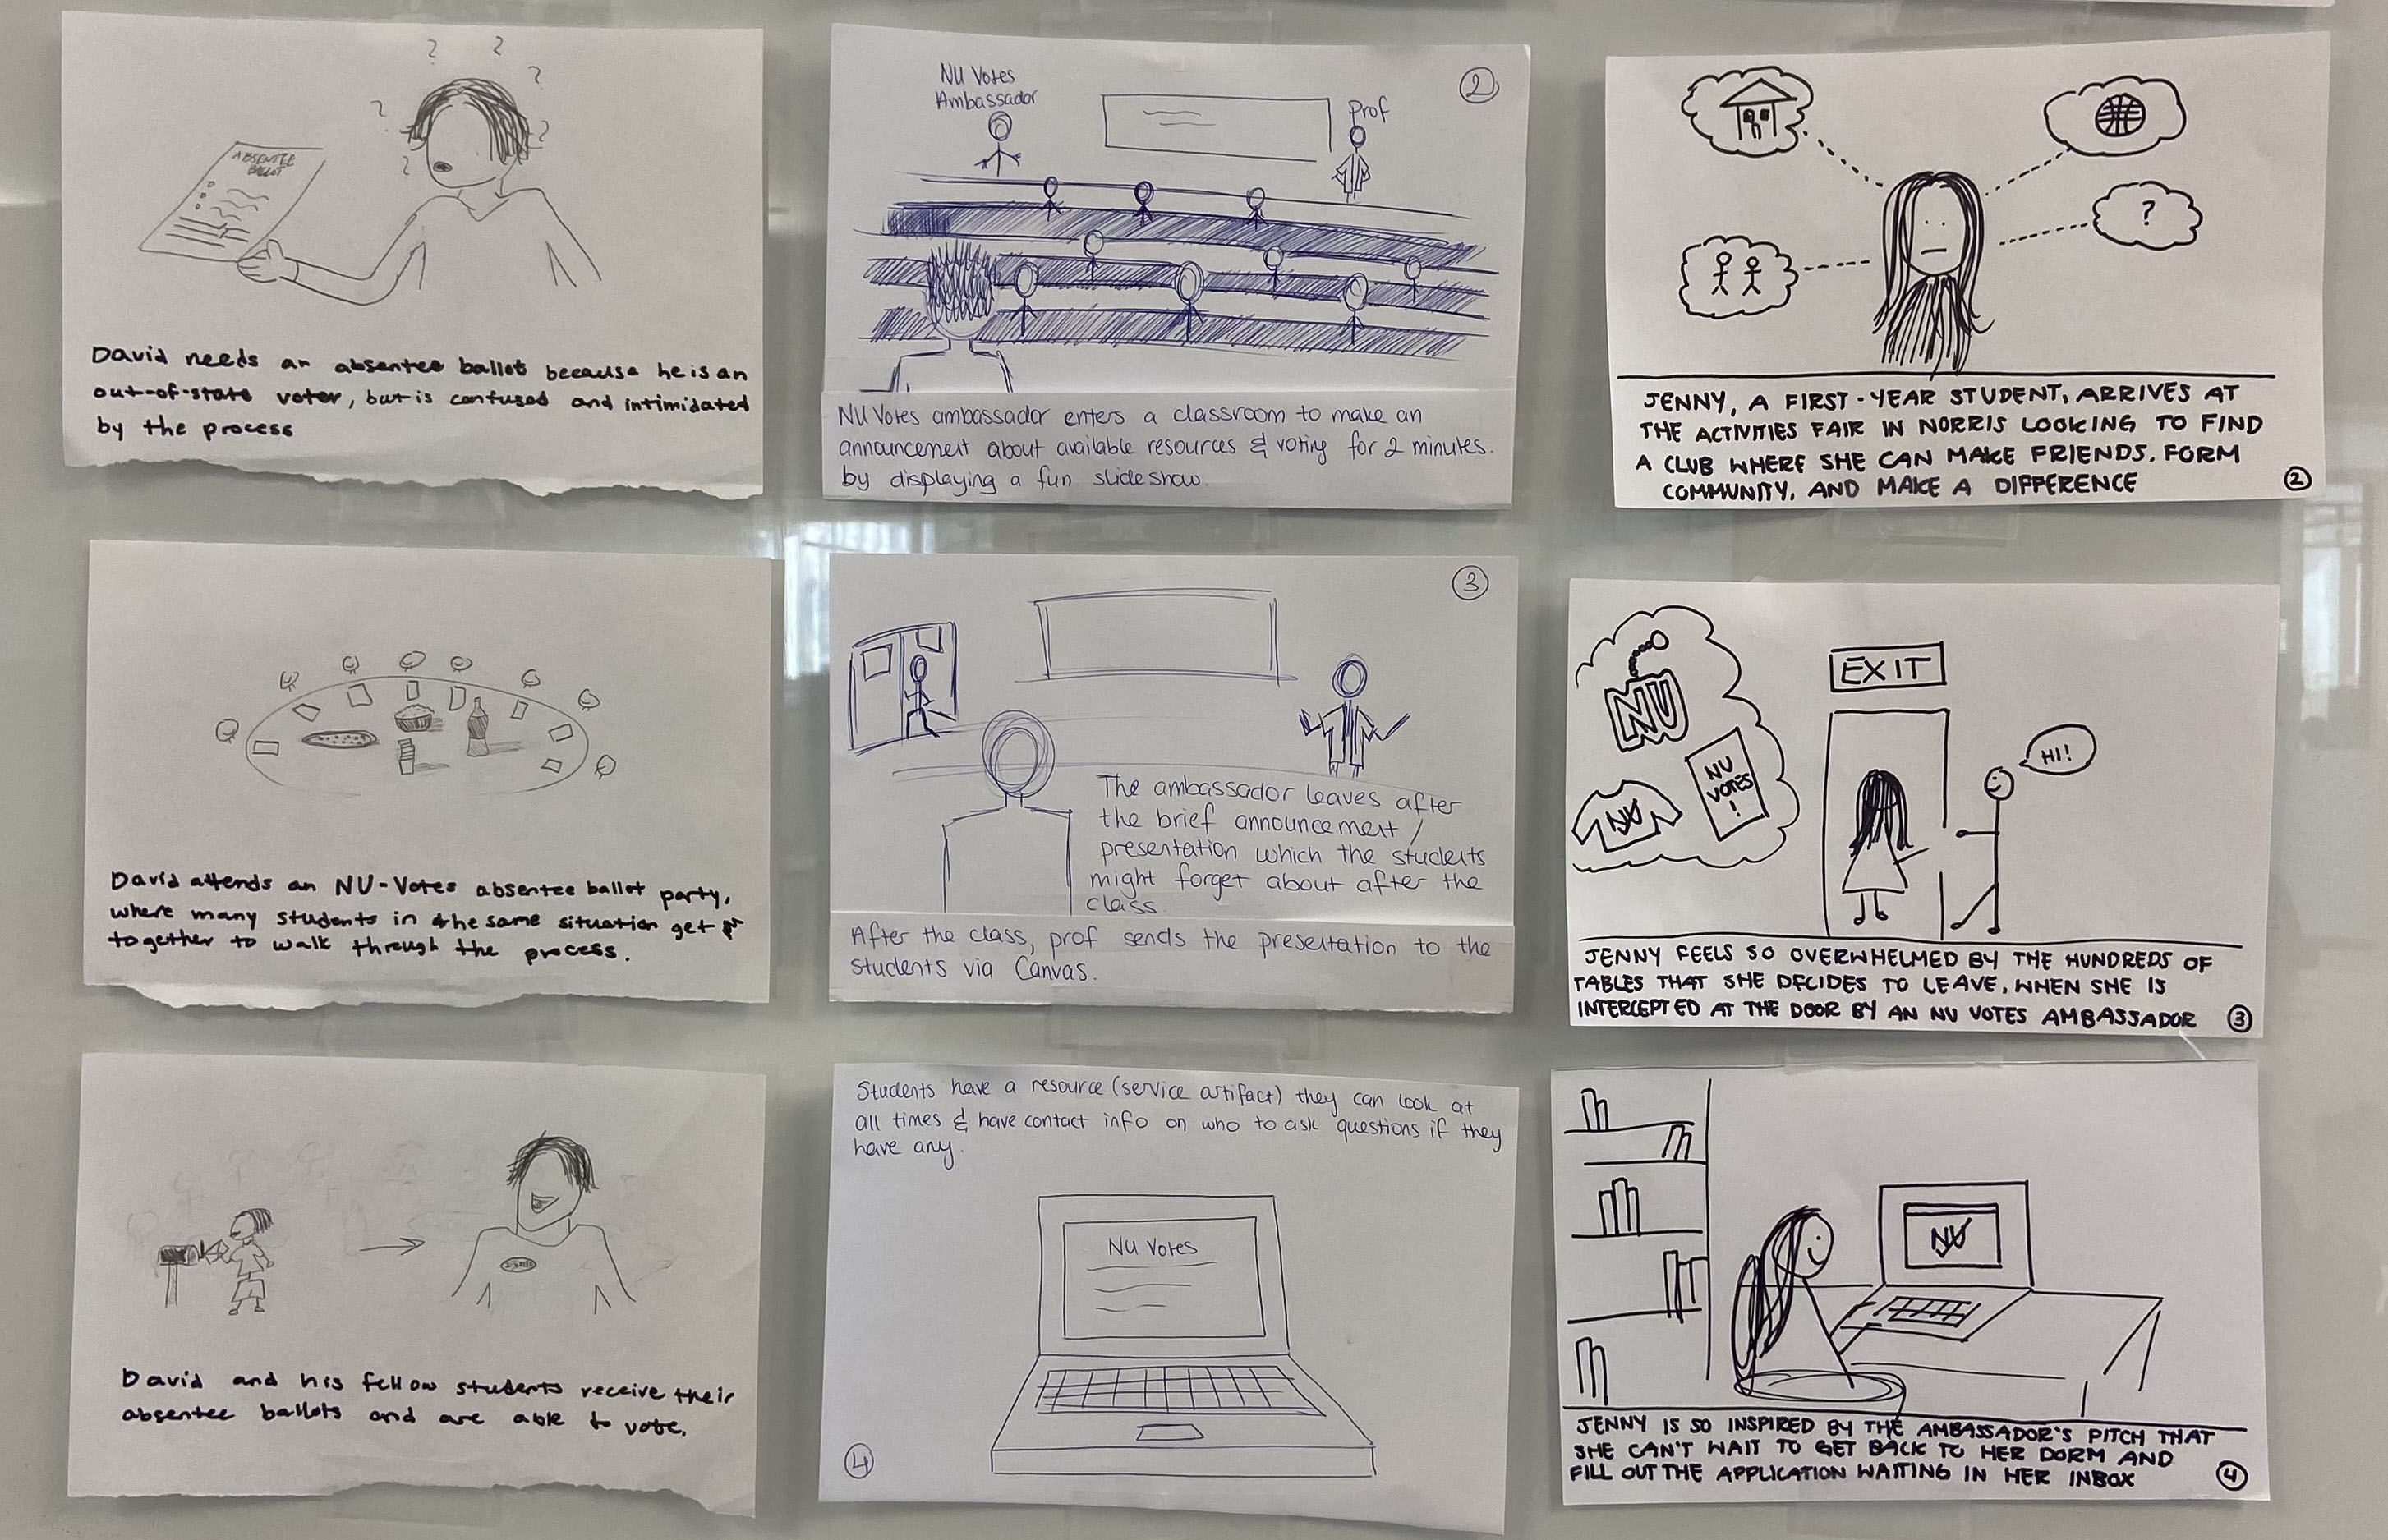 ?
?
?
?
?
?
ABSENTEE
BALLOT
David needs an absentee ballot because he is an
out-of-state voter, but is confused and intimidated
by the process
David attends an NU-Votes absentee ballot party,
where many students in the same situation get
together to walk through the process.
David and his fellow students receive their
absentee ballots and are able to vote.
2
NU Votes
Ambassador
Prof
NU Votes ambassador enters a classroom to make an
announcement about available resources & voting for 2 minutes.
by displaying a fun slideshow.
3
The ambassador leaves after
the brief announcement /
presentation which the students
might forget about after the
class.
After the class, prof sends the presentation to the
students via Canvas.
Students have a resource (service artifact) they can look at
all times & have contact info on who to ask questions if they
have any.
NU Votes
4
?
JENNY, A FIRST-YEAR STUDENT, ARRIVES AT
THE ACTIVITIES FAIR IN NORRIS LOOKING TO FIND
A CLUB WHERE SHE CAN MAKE FRIENDS, FORM
COMMUNITY, AND MAKE A DIFFERENCE
2
NU
NU
VOTES
!
NU
EXIT
HI!
JENNY FEELS SO OVERWHELMED BY THE HUNDREDS OF
TABLES THAT SHE DECIDES TO LEAVE, WHEN SHE IS
INTERCEPTED AT THE DOOR BY AN NU VOTES AMBASSADOR
3
NU
JENNY IS SO INSPIRED BY THE AMBASSADOR'S PITCH THAT
SHE CAN'T WAIT TO GET BACK TO HER DORM AND
FILL OUT THE APPLICATION WAITING IN HER INBOX
4